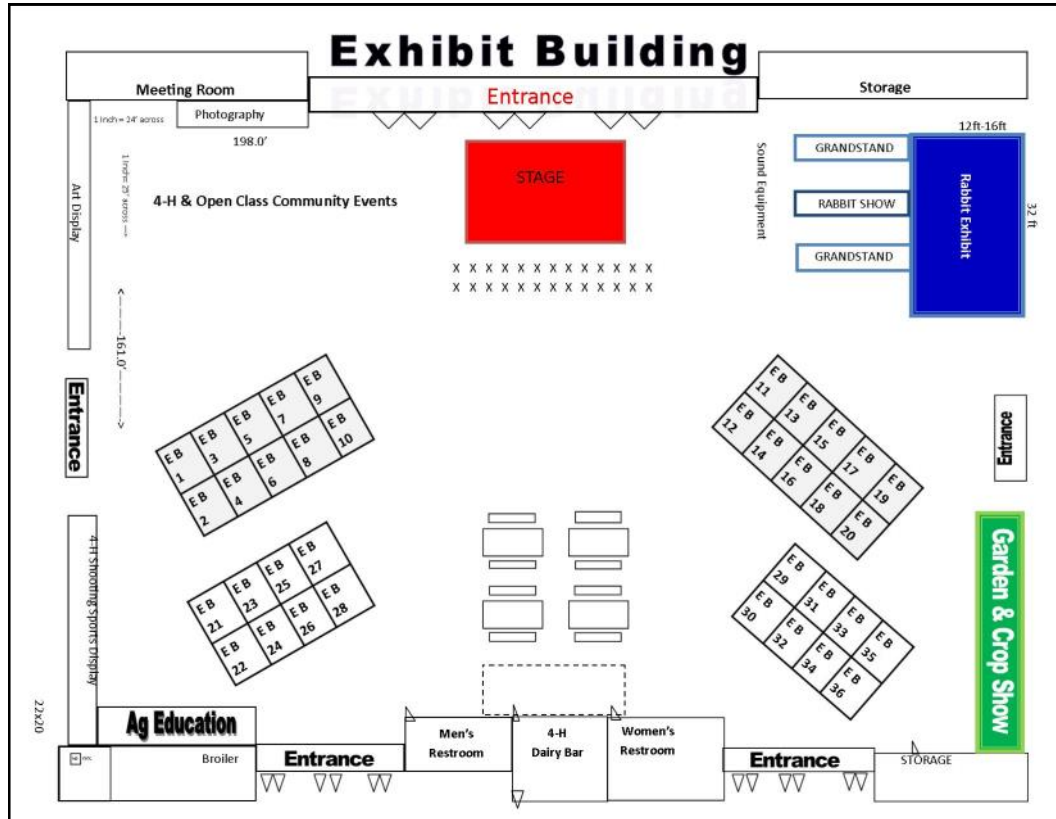 Exhibit Building
Meeting Room
Entrance
Storage
1 Inch = 24' across
Photography
198.0'
12ft-16ft
1 Inch= 25' across --->
Art Display
4-H & Open Class Community Events
STAGE
Sound Equipment
GRANDSTAND
RABBIT SHOW
GRANDSTAND
Rabbit Exhibit
32 ft
X X X X X X X X X X X X X
X X X X X X X X X X X X X
<-----161.0'------>
Entrance
EB 1
EB 3
EB 5
EB 7
EB 9
EB 2
EB 4
EB 6
EB 8
EB 10
EB 11
EB 13
EB 15
EB 17
EB 19
EB 12
EB 14
EB 16
EB 18
EB 20
Entrance
4-H Shooting Sports Display
EB 21
EB 23
EB 25
EB 27
EB 22
EB 24
EB 26
EB 28
EB 29
EB 31
EB 33
EB 35
EB 30
EB 32
EB 34
EB 36
Garden & Crop Show
22x20
Ag Education
Broiler
Entrance
Men's
Restroom
4-H
Dairy Bar
Women's
Restroom
Entrance
STORAGE